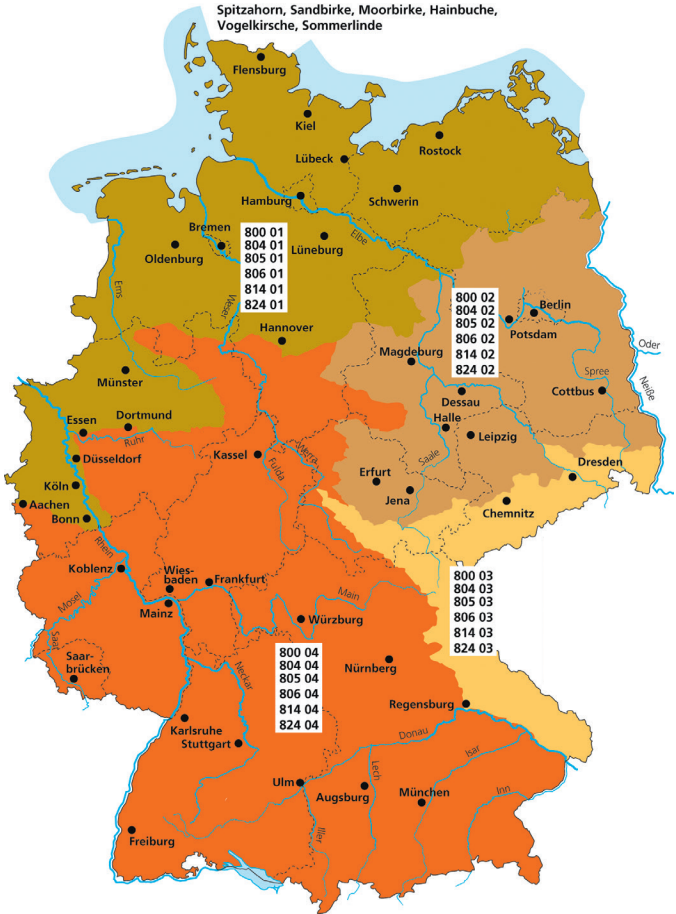 Spitzahorn, Sandbirke, Moorbirke, Hainbuche,
Vogelkirsche, Sommerlinde
Flensburg
Kiel
Rostock
Lübeck
Hamburg
Schwerin
Bremen
Oldenburg
Lüneburg
Elbe
800 01
804 01
805 01
806 01
814 01
824 01
Ems
Weser
Hannover
800 02
804 02
805 02
806 02
814 02
824 02
Berlin
Potsdam
Oder
Magdeburg
Münster
Dessau
Spree
Cottbus
Neiße
Essen
Dortmund
Ruhr
Halle
Leipzig
Düsseldorf
Kassel
Werra
Fulda
Saale
Dresden
Köln
Erfurt
Jena
Aachen
Bonn
Chemnitz
Rhein
Koblenz
Wies-
baden
Frankfurt
800 03
804 03
805 03
806 03
814 03
824 03
Mosel
Mainz
Main
Würzburg
Saar
Saar-
brücken
800 04
804 04
805 04
806 04
814 04
824 04
Neckar
Nürnberg
Regensburg
Karlsruhe
Stuttgart
Donau
Isar
Ulm
Lech
Augsburg
München
Inn
Iller
Freiburg